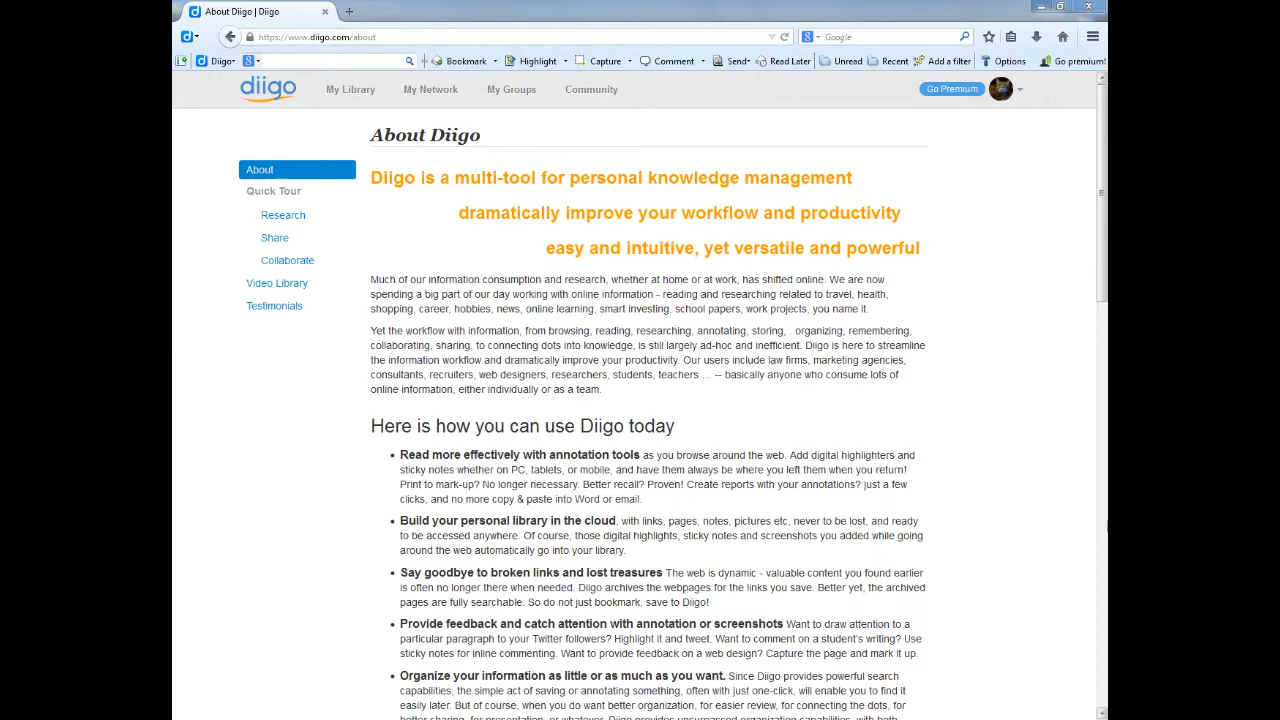 About Diigo | Diigo
https://www.diigo.com/about
Google
Diigo
Bookmark
Highlight
Capture
Comment
Send
Read Later
Unread
Recent
Add a filter
Options
Go premium!
diigo
My Library
My Network
My Groups
Community
Go Premium
About Diigo
About
Quick Tour
Research
Share
Collaborate
Video Library
Testimonials
Diigo is a multi-tool for personal knowledge management
dramatically improve your workflow and productivity
easy and intuitive, yet versatile and powerful
Much of our information consumption and research, whether at home or at work, has shifted online. We are now
spending a big part of our day working with online information - reading and researching related to travel, health,
shopping, career, hobbies, news, online learning, smart investing, school papers, work projects, you name it.
Yet the workflow with information, from browsing, reading, researching, annotating, storing, . organizing, remembering,
collaborating, sharing, to connecting dots into knowledge, is still largely ad-hoc and inefficient. Diigo is here to streamline
the information workflow and dramatically improve your productivity. Our users include law firms, marketing agencies,
consultants, recruiters, web designers, researchers, students, teachers ... -- basically anyone who consume lots of
online information, either individually or as a team.
Here is how you can use Diigo today
• Read more effectively with annotation tools as you browse around the web. Add digital highlighters and
sticky notes whether on PC, tablets, or mobile, and have them always be where you left them when you return!
Print to mark-up? No longer necessary. Better recall? Proven! Create reports with your annotations? just a few
clicks, and no more copy & paste into Word or email.
• Build your personal library in the cloud, with links, pages, notes, pictures etc, never to be lost, and ready
to be accessed anywhere. Of course, those digital highlights, sticky notes and screenshots you added while going
around the web automatically go into your library.
• Say goodbye to broken links and lost treasures The web is dynamic - valuable content you found earlier
is often no longer there when needed. Diigo archives the webpages for the links you save. Better yet, the archived
pages are fully searchable. So do not just bookmark, save to Diigo!
• Provide feedback and catch attention with annotation or screenshots Want to draw attention to a
particular paragraph to your Twitter followers? Highlight it and tweet. Want to comment on a student's writing? Use
sticky notes for inline commenting. Want to provide feedback on a web design? Capture the page and mark it up.
• Organize your information as little or as much as you want. Since Diigo provides powerful search
capabilities, the simple act of saving or annotating something, often with just one-click, will enable you to find it
easily later. But of course, when you do want better organization, for easier review, for connecting the dots, for
better sharing, for presentation, or whatever, Diigo provides unsurpassed organization capabilities, with both